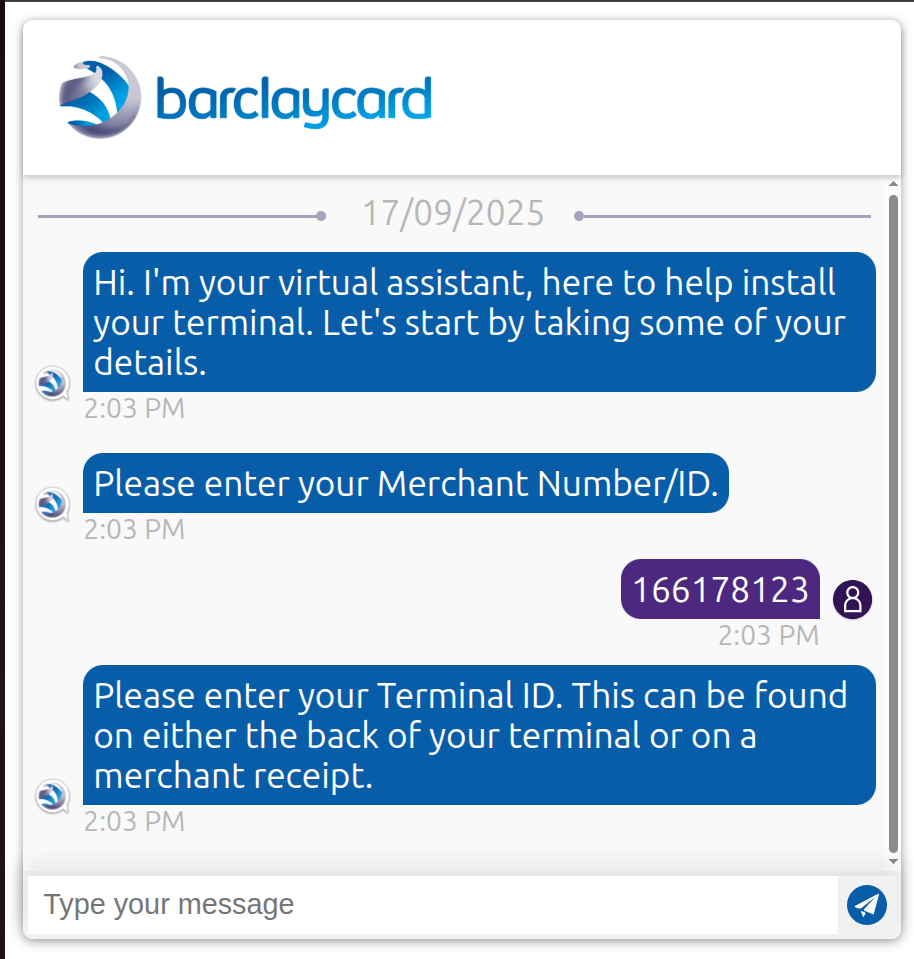 barclaycard
17/09/2025
Hi. I'm your virtual assistant, here to help install
your terminal. Let's start by taking some of your
details.
2:03 PM
Please enter your Merchant Number/ID.
2:03 PM
166178123
2:03 PM
Please enter your Terminal ID. This can be found
on either the back of your terminal or on a
merchant receipt.
2:03 PM
Type your message